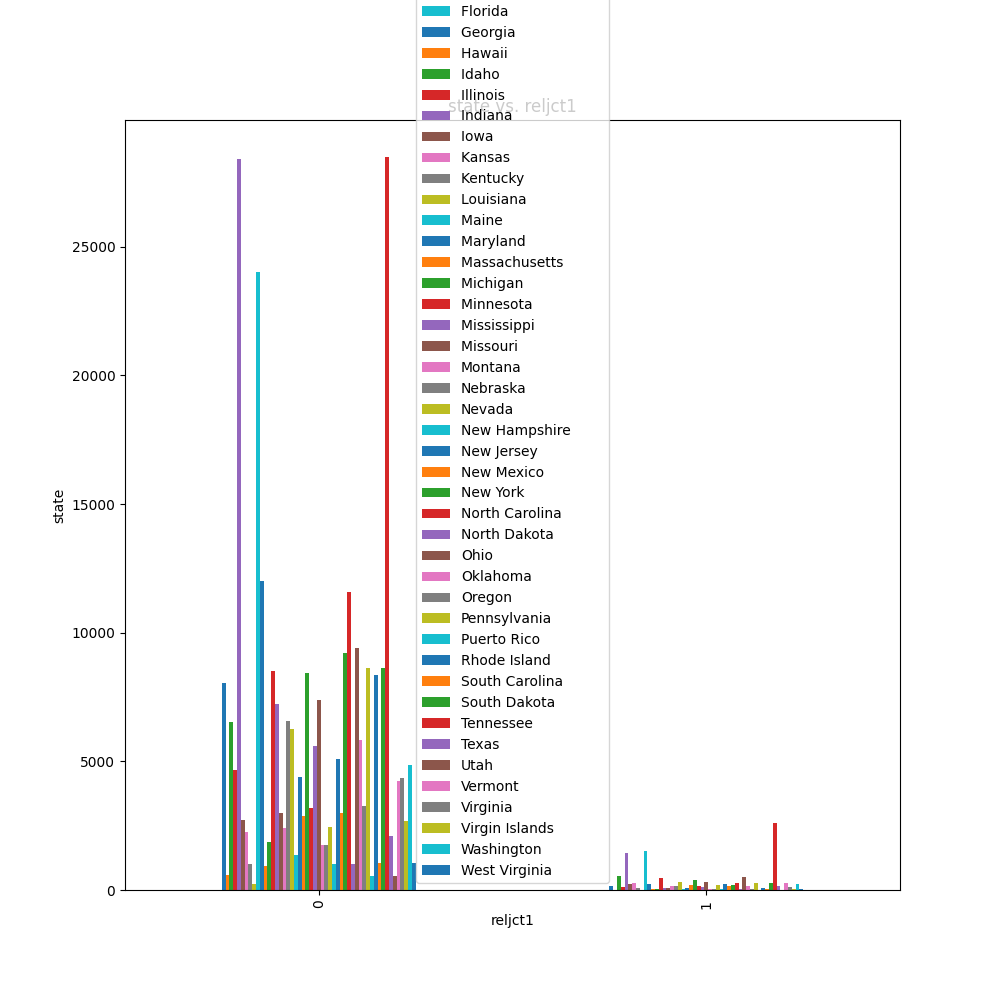 Florida
Georgia
Hawaii
Idaho
Illinois
state vs. reljct1
Indiana
Iowa
Kansas
Kentucky
Louisiana
Maine
Maryland
Massachusetts
Michigan
Minnesota
Mississippi
Missouri
Montana
Nebraska
Nevada
New Hampshire
New Jersey
New Mexico
New York
North Carolina
North Dakota
Ohio
Oklahoma
Oregon
Pennsylvania
Puerto Rico
Rhode Island
South Carolina
South Dakota
Tennessee
Texas
Utah
Vermont
Virginia
Virgin Islands
Washington
West Virginia
25000
20000
15000
10000
5000
0
state
0
1
reljct1